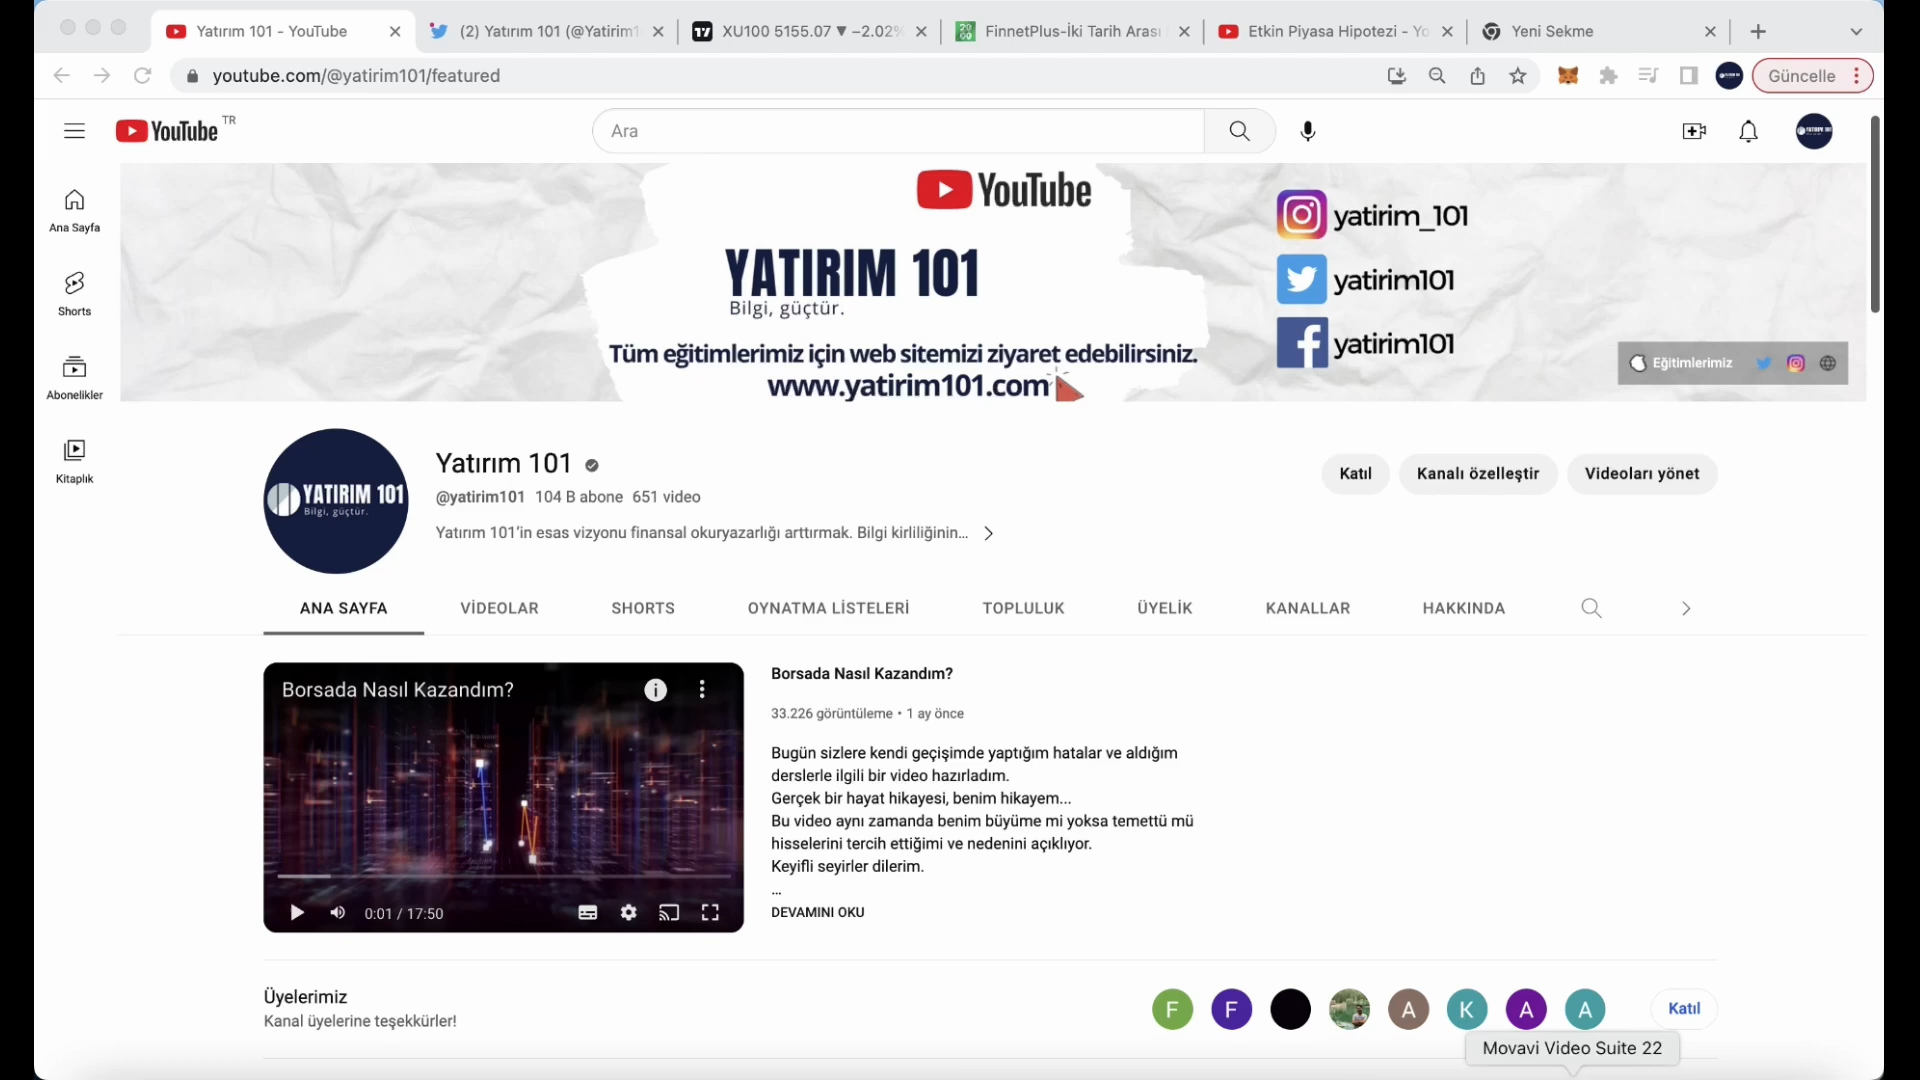 Yatırım 101 - YouTube
(2) Yatırım 101 (@Yatirim1
XU100 5155.07 ▼ −2.02%
FinnetPlus-İki Tarih Arası
Etkin Piyasa Hipotezi - Yo
Yeni Sekme
youtube.com/@yatirim101/featured
Güncelle
YouTube TR
Ara
Ana Sayfa
Shorts
Abonelikler
Kitaplık
YouTube
YATIRIM 101
Bilgi, güçtür.
Tüm eğitimlerimiz için web sitemizi ziyaret edebilirsiniz.
www.yatirim101.com
yatirim_101
yatirim101
yatirim101
Eğitimlerimiz
YATIRIM 101
Bilgi, güçtür.
Yatırım 101
@yatirim101 104 B abone 651 video
Yatırım 101'in esas vizyonu finansal okuryazarlığı arttırmak. Bilgi kirliliğinin...
Katıl
Kanalı özelleştir
Videoları yönet
ANA SAYFA
VİDEOLAR
SHORTS
OYNATMA LİSTELERİ
TOPLULUK
ÜYELİK
KANALLAR
HAKKINDA
Borsada Nasıl Kazandım?
0:01 / 17:50
Borsada Nasıl Kazandım?
33.226 görüntüleme • 1 ay önce
Bugün sizlere kendi geçişimde yaptığım hatalar ve aldığım
derslerle ilgili bir video hazırladım.
Gerçek bir hayat hikayesi, benim hikayem...
Bu video aynı zamanda benim büyüme mi yoksa temettü mü
hisselerini tercih ettiğimi ve nedenini açıklıyor.
Keyifli seyirler dilerim.
...
DEVAMINI OKU
Üyelerimiz
Kanal üyelerine teşekkürler!
F
F
A
K
A
A
Katıl
Movavi Video Suite 22